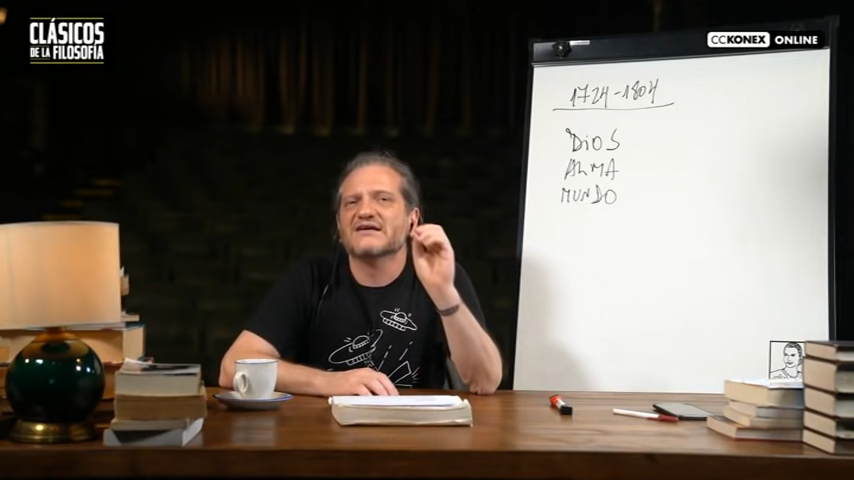 CLÁSICOS
DE LA FILOSOFÍA
CCKONEX ONLINE
1724-1804
DIOS
ALMA
MUNDO